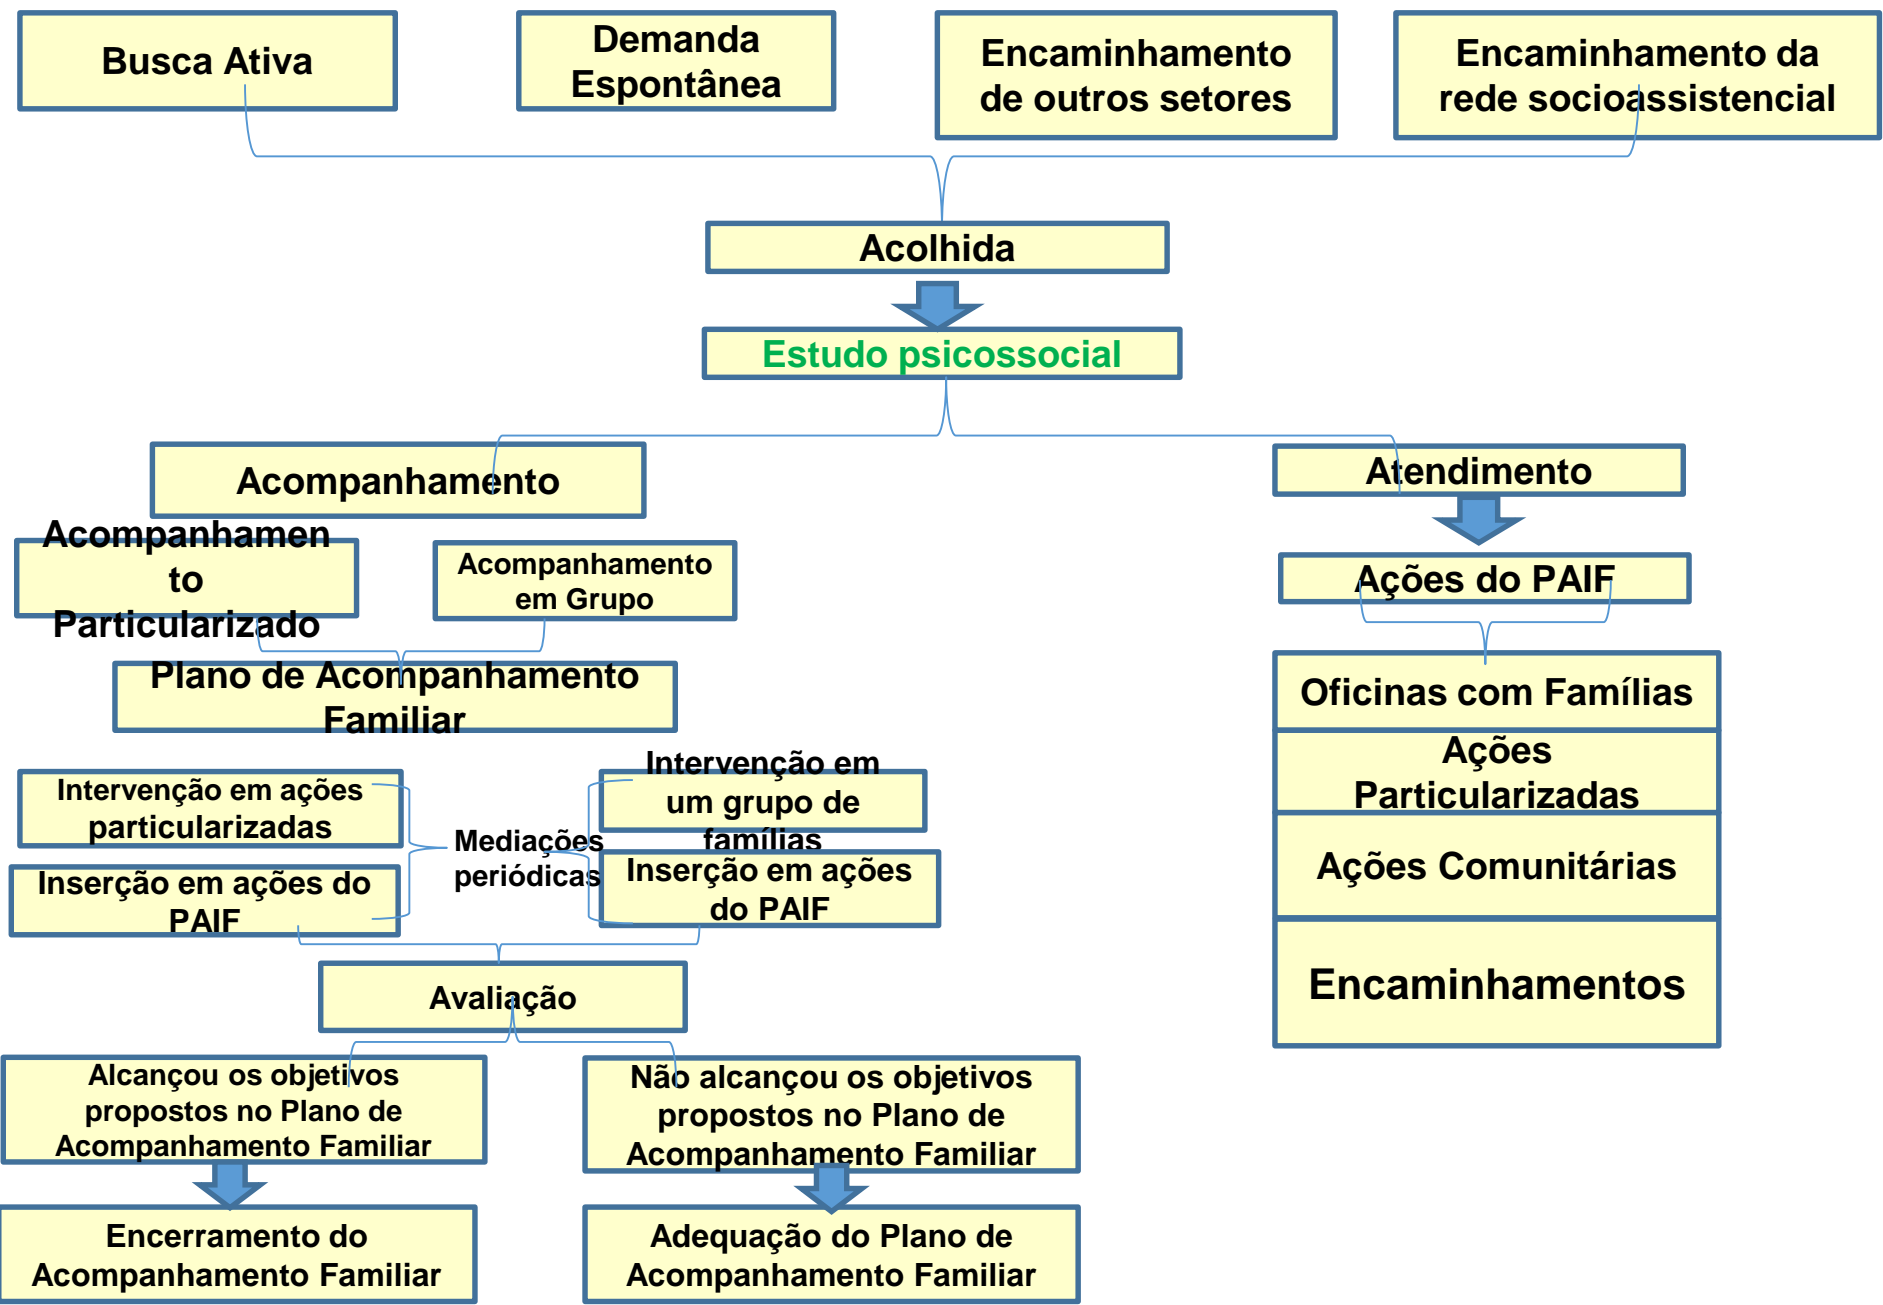 Busca Ativa
Demanda
Espontânea
Encaminhamento
de outros setores
Encaminhamento da
rede socioassistencial
Acolhida
Estudo psicossocial
Acompanhamento
Atendimento
Acompanhamen
to
Particularizado
Acompanhamento
em Grupo
Ações do PAIF
Plano de Acompanhamento
Familiar
Oficinas com Famílias
Ações
Particularizadas
Ações Comunitárias
Encaminhamentos
Intervenção em ações
particularizadas
Inserção em ações do
PAIF
Mediações
periódicas
Intervenção em
um grupo de
famílias
Inserção em ações
do PAIF
Avaliação
Alcançou os objetivos
propostos no Plano de
Acompanhamento Familiar
Não alcançou os objetivos
propostos no Plano de
Acompanhamento Familiar
Encerramento do
Acompanhamento Familiar
Adequação do Plano de
Acompanhamento Familiar